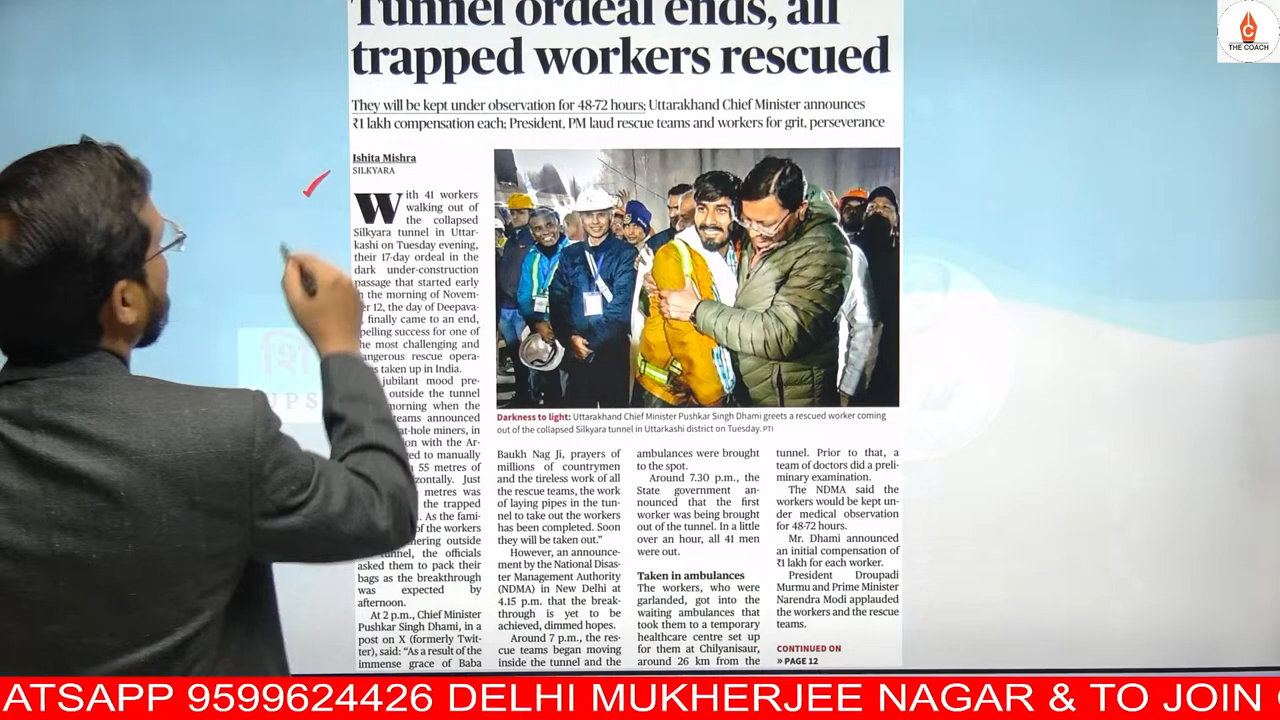 Tunnel ordeal ends, all
trapped workers rescued
THE COACH
They will be kept under observation for 48-72 hours; Uttarakhand Chief Minister announces
₹1 lakh compensation each; President, PM laud rescue teams and workers for grit, perseverance
Ishita Mishra
SILKYARA
With 41 workers
walking out of
the collapsed
Silkyara tunnel in Uttar-
kashi on Tuesday evening,
their 17-day ordeal in the
dark under-construction
passage that started early
the morning of Novem-
12, the day of Deepava-
finally came to an end,
spelling success for one of
the most challenging and
dangerous rescue opera-
taken up in India.
jubilant mood pre-
outside the tunnel
morning when the
teams announced
rat-hole miners, in
with the Ar-
to manually
55 metres of
Just
metres was
the trapped
As the fami-
of the workers
outside
tunnel, the officials
asked them to pack their
bags as the breakthrough
was expected by
afternoon.
At 2 p.m., Chief Minister
Pushkar Singh Dhami, in a
post on X (formerly Twit-
ter), said: “As a result of the
immense grace of Baba
Darkness to light: Uttarakhand Chief Minister Pushkar Singh Dhami greets a rescued worker coming
out of the collapsed Silkyara tunnel in Uttarkashi district on Tuesday. PTI
Baukh Nag Ji, prayers of
millions of countrymen
and the tireless work of all
the rescue teams, the work
of laying pipes in the tun-
nel to take out the workers
has been completed. Soon
they will be taken out.”
However, an announce-
ment by the National Disas-
ter Management Authority
(NDMA) in New Delhi at
4.15 p.m. that the break-
through is yet to be
achieved, dimmed hopes.
Around 7 p.m., the res-
cue teams began moving
inside the tunnel and the
ambulances were brought
to the spot.
Around 7.30 p.m., the
State government an-
nounced that the first
worker was being brought
out of the tunnel. In a little
over an hour, all 41 men
were out.
Taken in ambulances
The workers, who were
garlanded, got into the
waiting ambulances that
took them to a temporary
healthcare centre set up
for them at Chilyanisaur,
around 26 km from the
tunnel. Prior to that, a
team of doctors did a preli-
minary examination.
The NDMA said the
workers would be kept un-
der medical observation
for 48-72 hours.
Mr. Dhami announced
an initial compensation of
₹1 lakh for each worker.
President Droupadi
Murmu and Prime Minister
Narendra Modi applauded
the workers and the rescue
teams.
CONTINUED ON
» PAGE 12
ATSAPP 9599624426 DELHI MUKHERJEE NAGAR & TO JOIN